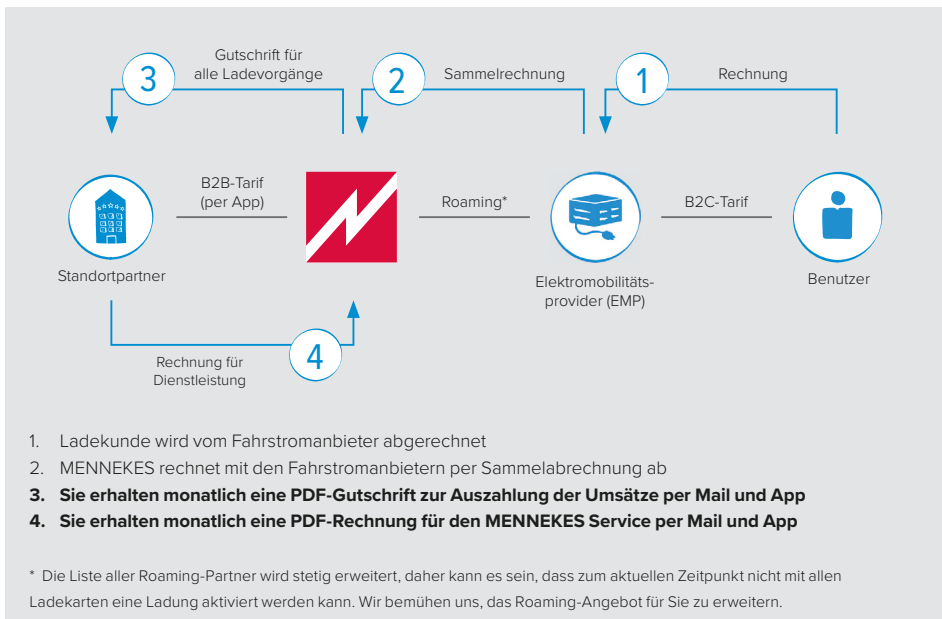 Gutschrift für
alle Ladevorgänge
3
2
Sammelrechnung
1
Rechnung
B2B-Tarif
(per App)
Roaming*
B2C-Tarif
Standortpartner
Elektromobilitäts-
provider (EMP)
Benutzer
Rechnung für
Dienstleistung
4
1. Ladekunde wird vom Fahrstromanbieter abgerechnet
2. MENNEKES rechnet mit den Fahrstromanbietern per Sammelabrechnung ab
3. Sie erhalten monatlich eine PDF-Gutschrift zur Auszahlung der Umsätze per Mail und App
4. Sie erhalten monatlich eine PDF-Rechnung für den MENNEKES Service per Mail und App
* Die Liste aller Roaming-Partner wird stetig erweitert, daher kann es sein, dass zum aktuellen Zeitpunkt nicht mit allen
Ladekarten eine Ladung aktiviert werden kann. Wir bemühen uns, das Roaming-Angebot für Sie zu erweitern.